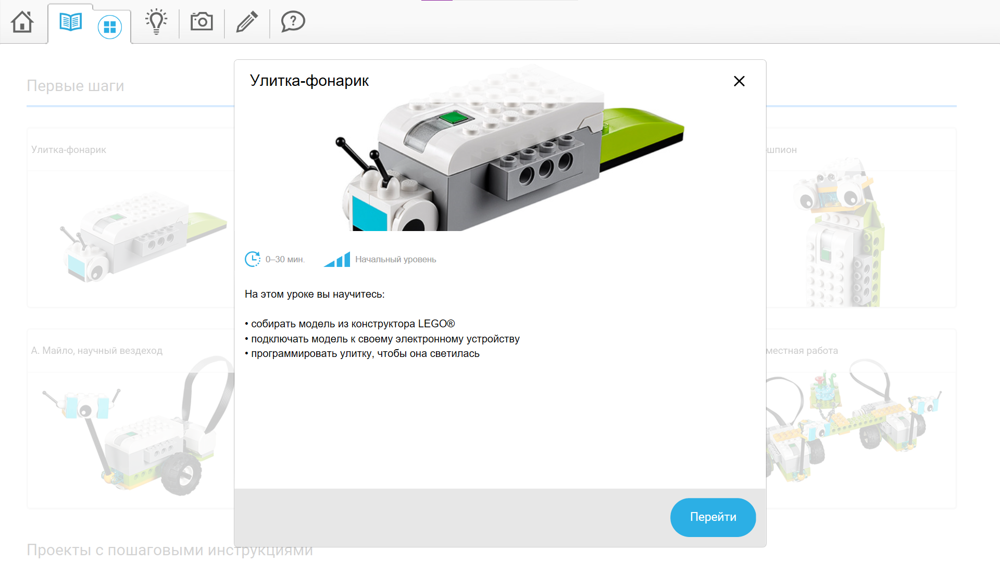 Первые шаги
Улитка-фонарик
Улитка-фонарик
-шпион
0–30 мин.
Начальный уровень
На этом уроке вы научитесь:
• собирать модель из конструктора LEGO®
• подключать модель к своему электронному устройству
• программировать улитку, чтобы она светилась
А. Майло, научный вездеход
местная работа
Перейти
Проекты с пошаговыми инструкциями